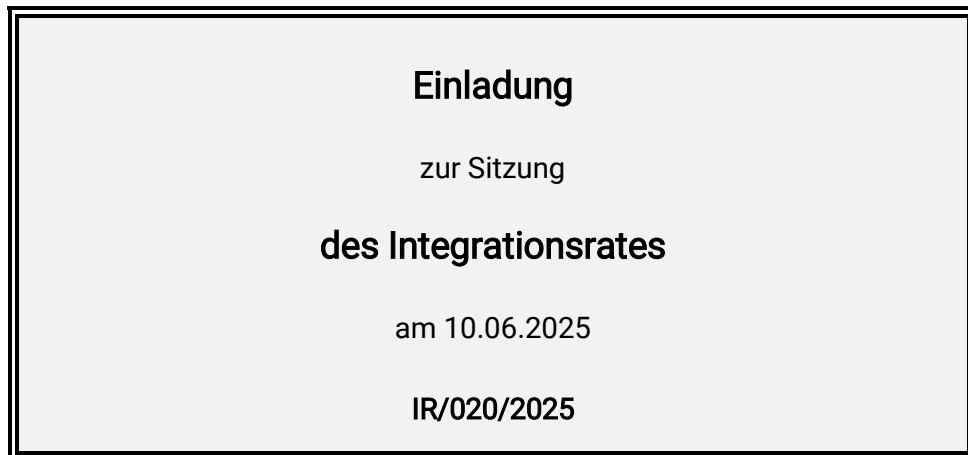 Einladung
zur Sitzung
des Integrationsrates
am 10.06.2025
IR/020/2025